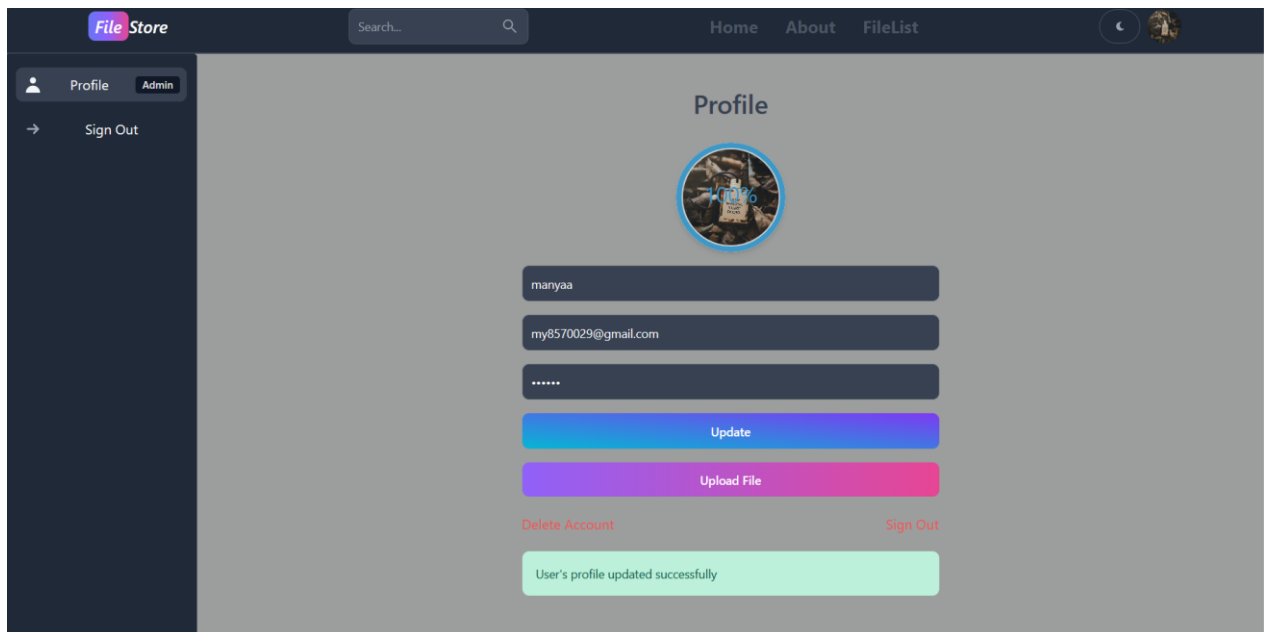 File Store
Search...
Home About FileList
Profile Admin
Sign Out
Profile
100%
manyaa
my8570029@gmail.com
••••••
Update
Upload File
Delete Account Sign Out
User's profile updated successfully